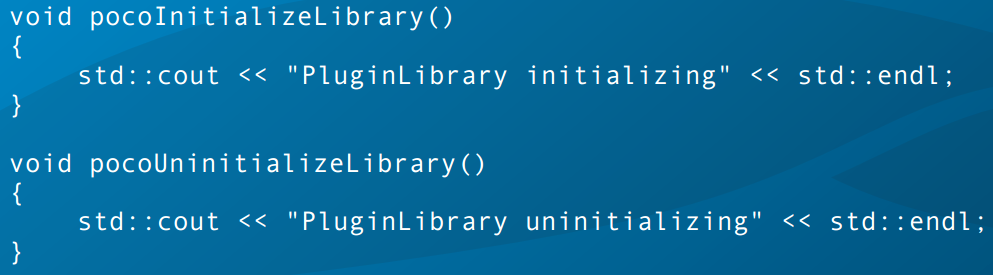 void pocoInitializeLibrary()
{
    std::cout << "PluginLibrary initializing" << std::endl;
}
void pocoUninitializeLibrary()
{
    std::cout << "PluginLibrary uninitializing" << std::endl;
}